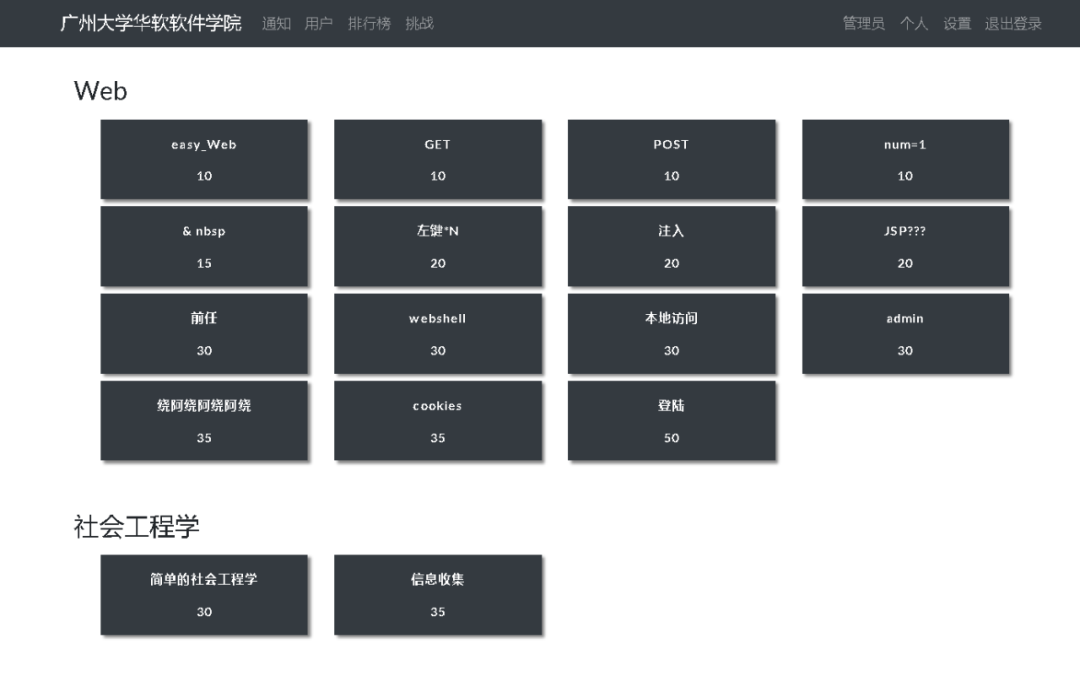 广州大学华软软件学院 通知 用户 排行榜 挑战 管理员 个人 设置 退出登录
Web
easy_Web GET POST num=1
10 10 10 10
& nbsp 左键*N 注入 JSP???
15 20 20 20
前任 webshell 本地访问 admin
30 30 30 30
绕阿绕阿绕阿绕 cookies 登陆
35 35 50
社会工程学
简单的社会工程学 信息收集
30 35